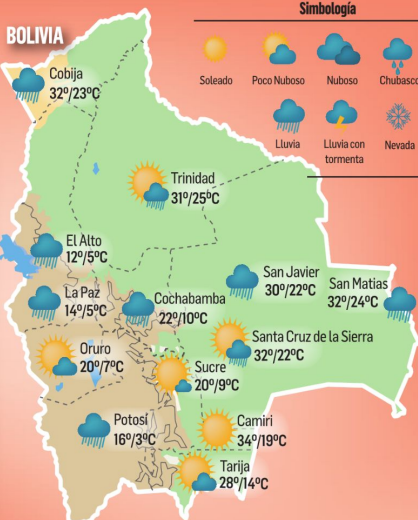 Simbología
BOLIVIA
Soleado
Poco Nuboso
Nuboso
Chubasco
Lluvia
Lluvia con
tormenta
Nevada
Cobija
32º/23ºC
Trinidad
31º/25ºC
El Alto
12º/5ºC
La Paz
14º/5ºC
Cochabamba
22º/10ºC
San Javier
30º/22ºC
San Matias
32º/24ºC
Oruro
20º/7ºC
Santa Cruz de la Sierra
32º/22ºC
Sucre
20º/9ºC
Potosí
16º/3ºC
Camiri
34º/19ºC
Tarija
28º/14ºC